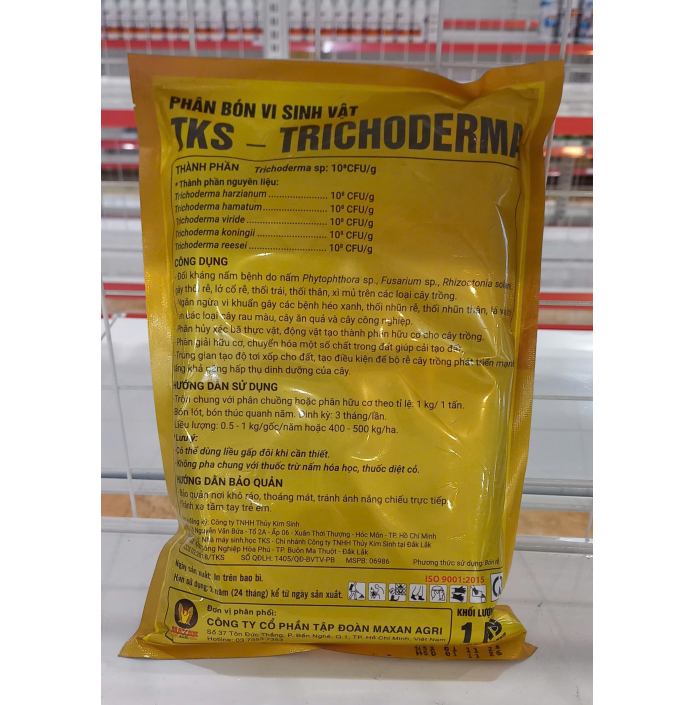 PHÂN BÓN VI SINH VẬT
TKS - TRICHODERMA
THÀNH PHẦN Trichoderma sp: 10⁸CFU/g
* Thành phần nguyên liệu:
Trichoderma harzianum ........................ 10⁸ CFU/g
Trichoderma hamatum ........................ 10⁸ CFU/g
Trichoderma viride ........................ 10⁸ CFU/g
Trichoderma koningii ........................ 10⁸ CFU/g
Trichoderma reesei ........................ 10⁸ CFU/g
CÔNG DỤNG
- Đối kháng nấm bệnh do nấm Phytophthora sp., Fusarium sp., Rhizoctonia
gây thối rễ, lở cổ rễ, thối trái, thối thân, xì mủ trên các loại cây trồng.
- Ngăn ngừa vi khuẩn gây các bệnh héo xanh, thối nhũn rễ, thối nhũn thân,
các loại cây rau màu, cây ăn quả và cây công nghiệp.
- Phân hủy xác bã thực vật, động vật tạo thành phân hữu cơ cho cây trồng.
- Phân giải hữu cơ, chuyển hóa một số chất trong đất giúp cải tạo đất.
- Trung gian tạo độ tơi xốp cho đất, tạo điều kiện để bộ rễ cây trồng phát triển mạnh
tăng khả năng hấp thụ dinh dưỡng của cây.
HƯỚNG DẪN SỬ DỤNG
Trộn chung với phân chuồng hoặc phân hữu cơ theo tỉ lệ: 1 kg/ 1 tấn.
Bón lót, bón thúc quanh năm. Định kỳ: 3 tháng/lần.
Liều lượng: 0.5 - 1 kg/gốc/năm hoặc 400 - 500 kg/ha.
*Lưu ý:
-Có thể dùng liều gấp đôi khi cần thiết.
-Không pha chung với thuốc trừ nấm hóa học, thuốc diệt cỏ.
HƯỚNG DẪN BẢO QUẢN
- Bảo quản nơi khô ráo, thoáng mát, tránh ánh nắng chiếu trực tiếp
- Tránh xa tầm tay trẻ em.
đăng ký: Công ty TNHH Thủy Kim Sinh
Nguyễn Văn Bứa - Tổ 2A - Ấp 06 - Xuân Thới Thượng - Hóc Môn - TP. Hồ Chí Minh
Nhà máy sinh học TKS - Chi nhánh Công ty TNHH Thủy Kim Sinh tại Đắk Lắk
Công Nghiệp Hòa Phú - TP. Buôn Ma Thuột - Đắk Lắk
/TKS SỐ QĐLH: 1405/QĐ-BVTV-PB MSPB: 06986 Phương thức sử dụng: Bón rễ
Ngày sản xuất: in trên bao bì.
Hạn sử dụng: 2 năm (24 tháng) kể từ ngày sản xuất.
ISO 9001:2015
Đơn vị phân phối:
CÔNG TY CỔ PHẦN TẬP ĐOÀN MAXAN AGRI
Số 37 Tôn Đức Thắng, P. Bến Nghé, Q.1, TP. Hồ Chí Minh, Việt
Hotline: 03 7359 7353
MAXAN
KHỐI LƯỢNG
1